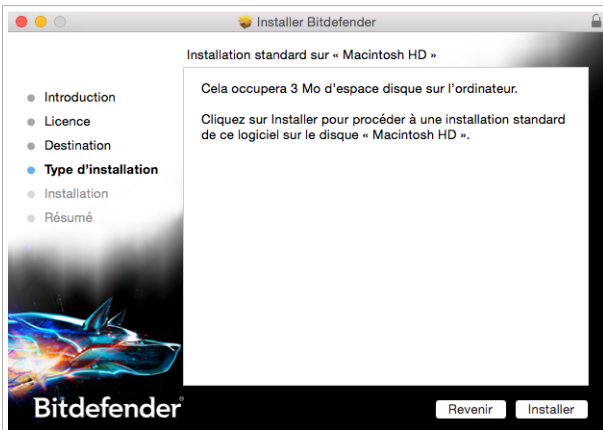 Installer Bitdefender
Installation standard sur « Macintosh HD »
Introduction
Licence
Destination
Type d'installation
Installation
Résumé
Cela occupera 3 Mo d'espace disque sur l'ordinateur.
Cliquez sur Installer pour procéder à une installation standard
de ce logiciel sur le disque « Macintosh HD ».
Bitdefender
Revenir
Installer